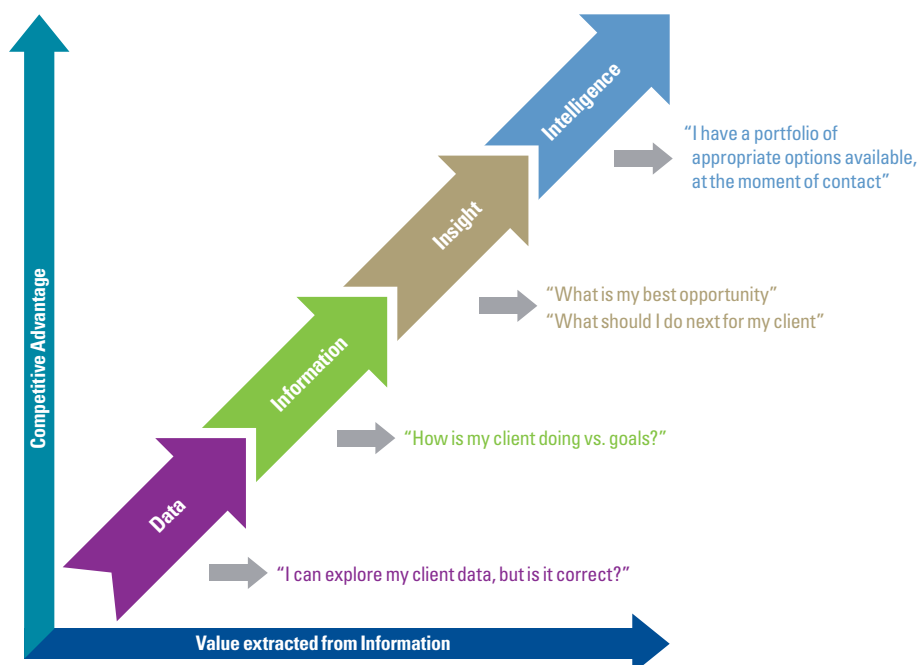 Competitive Advantage
Intelligence
“I have a portfolio of
appropriate options available,
at the moment of contact”
Insight
“What is my best opportunity”
“What should I do next for my client”
Information
“How is my client doing vs. goals?”
Data
“I can explore my client data, but is it correct?”
Value extracted from Information